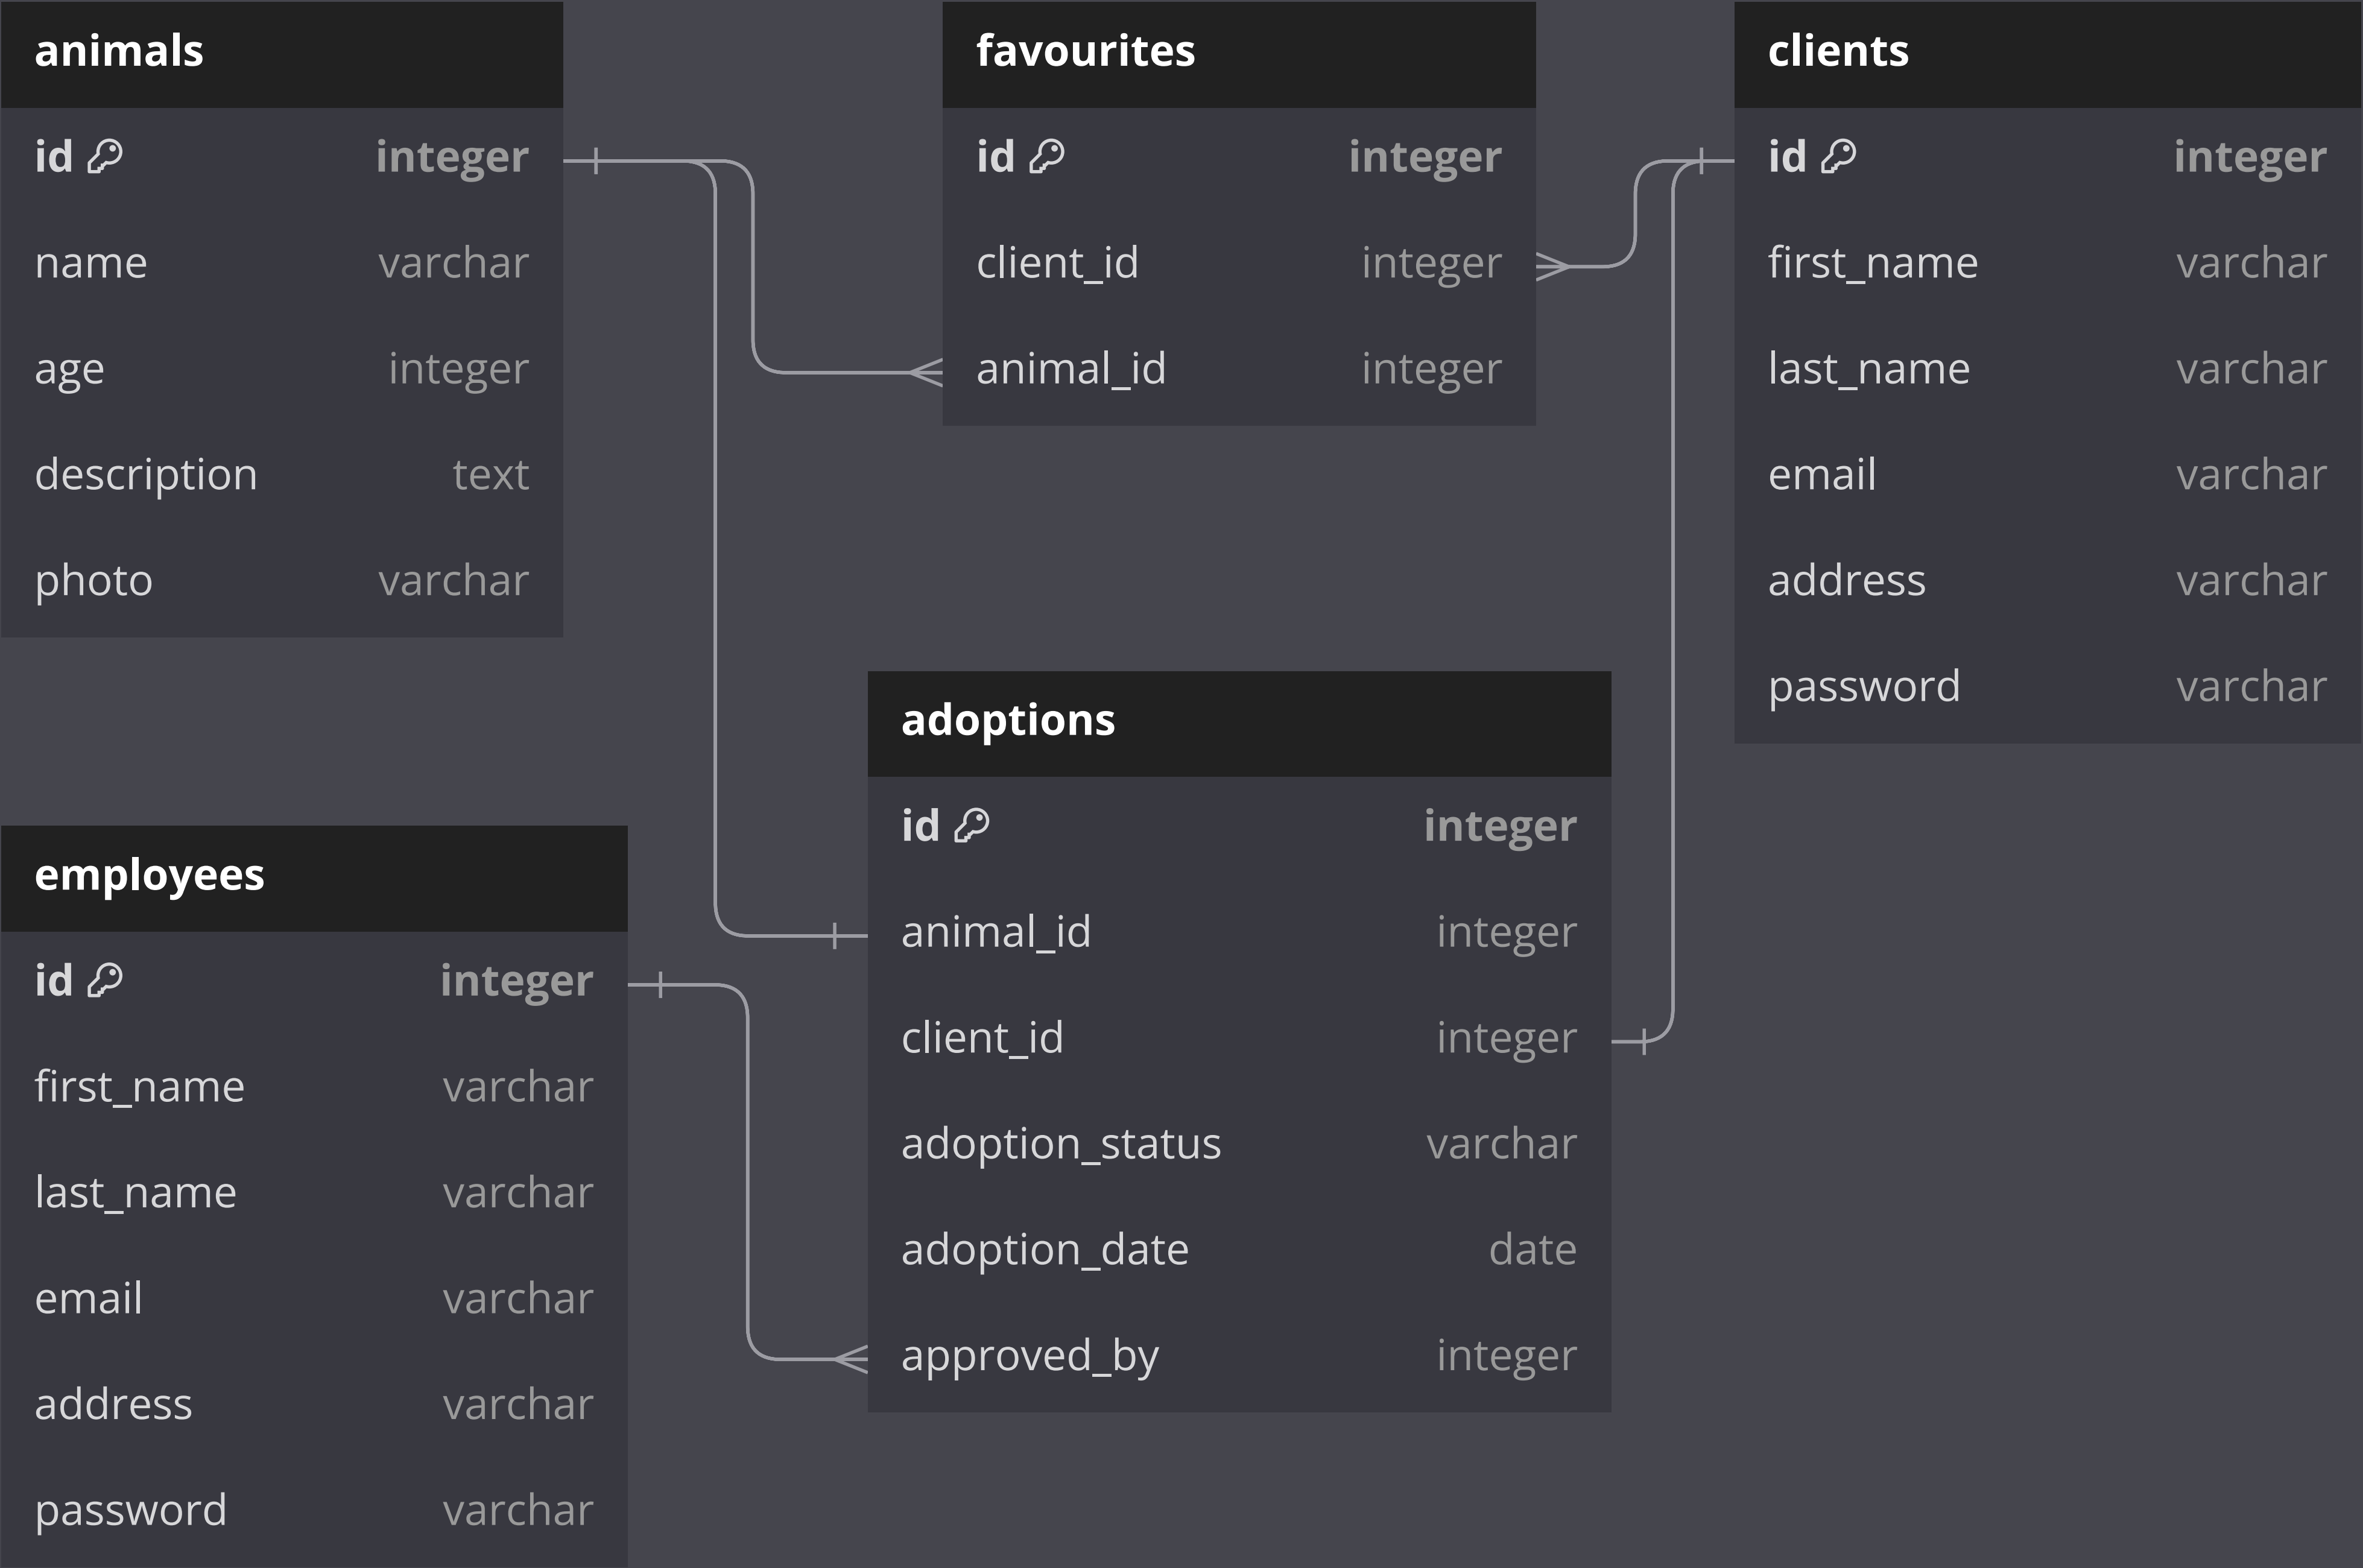 animals
id integer
name varchar
age integer
description text
photo varchar
favourites
id integer
client_id integer
animal_id integer
clients
id integer
first_name varchar
last_name varchar
email varchar
address varchar
password varchar
adoptions
id integer
animal_id integer
client_id integer
adoption_status varchar
adoption_date date
approved_by integer
employees
id integer
first_name varchar
last_name varchar
email varchar
address varchar
password varchar